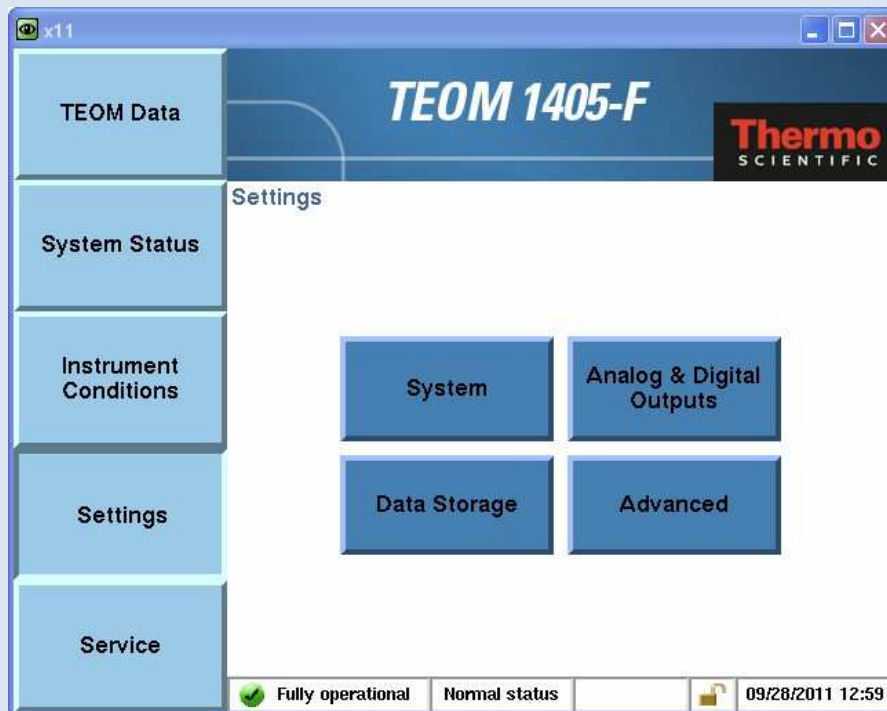 x11
TEOM Data
TEOM 1405-F
Thermo
SCIENTIFIC
System Status
Settings
Instrument
Conditions
System
Analog & Digital
Outputs
Settings
Data Storage
Advanced
Service
Fully operational
Normal status
09/28/2011 12:59